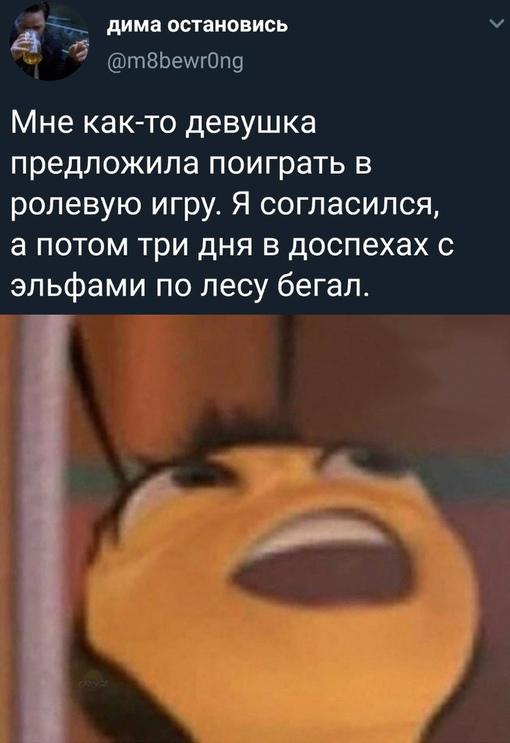 дима остановись
@m8bewr0ng
Мне как-то девушка
предложила поиграть в
ролевую игру. Я согласился,
а потом три дня в доспехах с
эльфами по лесу бегал.